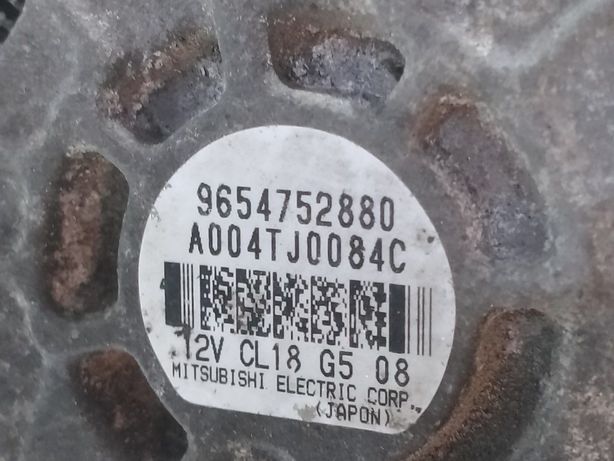 9654752880
A004TJ0084C
12V CL18 G5 08
MITSUBISHI ELECTRIC CORP.
(JAPON)